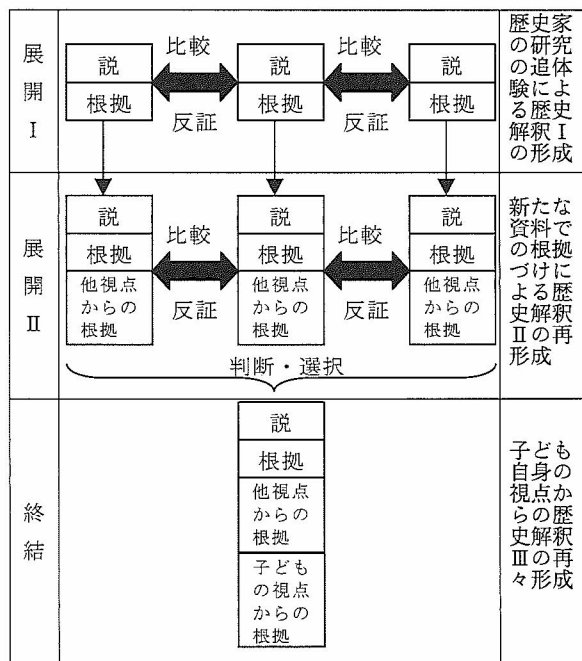 展開Ⅰ
説
根拠
比較
反証
説
根拠
比較
反証
説
根拠
歴史家
の研究
の追体
験によ
る歴史
解釈Ⅰ
の形成
展開Ⅱ
説
根拠
他視点
からの
根拠
比較
反証
説
根拠
他視点
からの
根拠
比較
反証
説
根拠
他視点
からの
根拠
新たな
資料で
の根拠
づけに
よる歴
史解釈
Ⅱの再
形成
判断・選択
終結
説
根拠
他視点
からの
根拠
子ども
の視点
からの
根拠
子ども
自身の
視点か
らの歴
史解釈
Ⅲの再
々形成